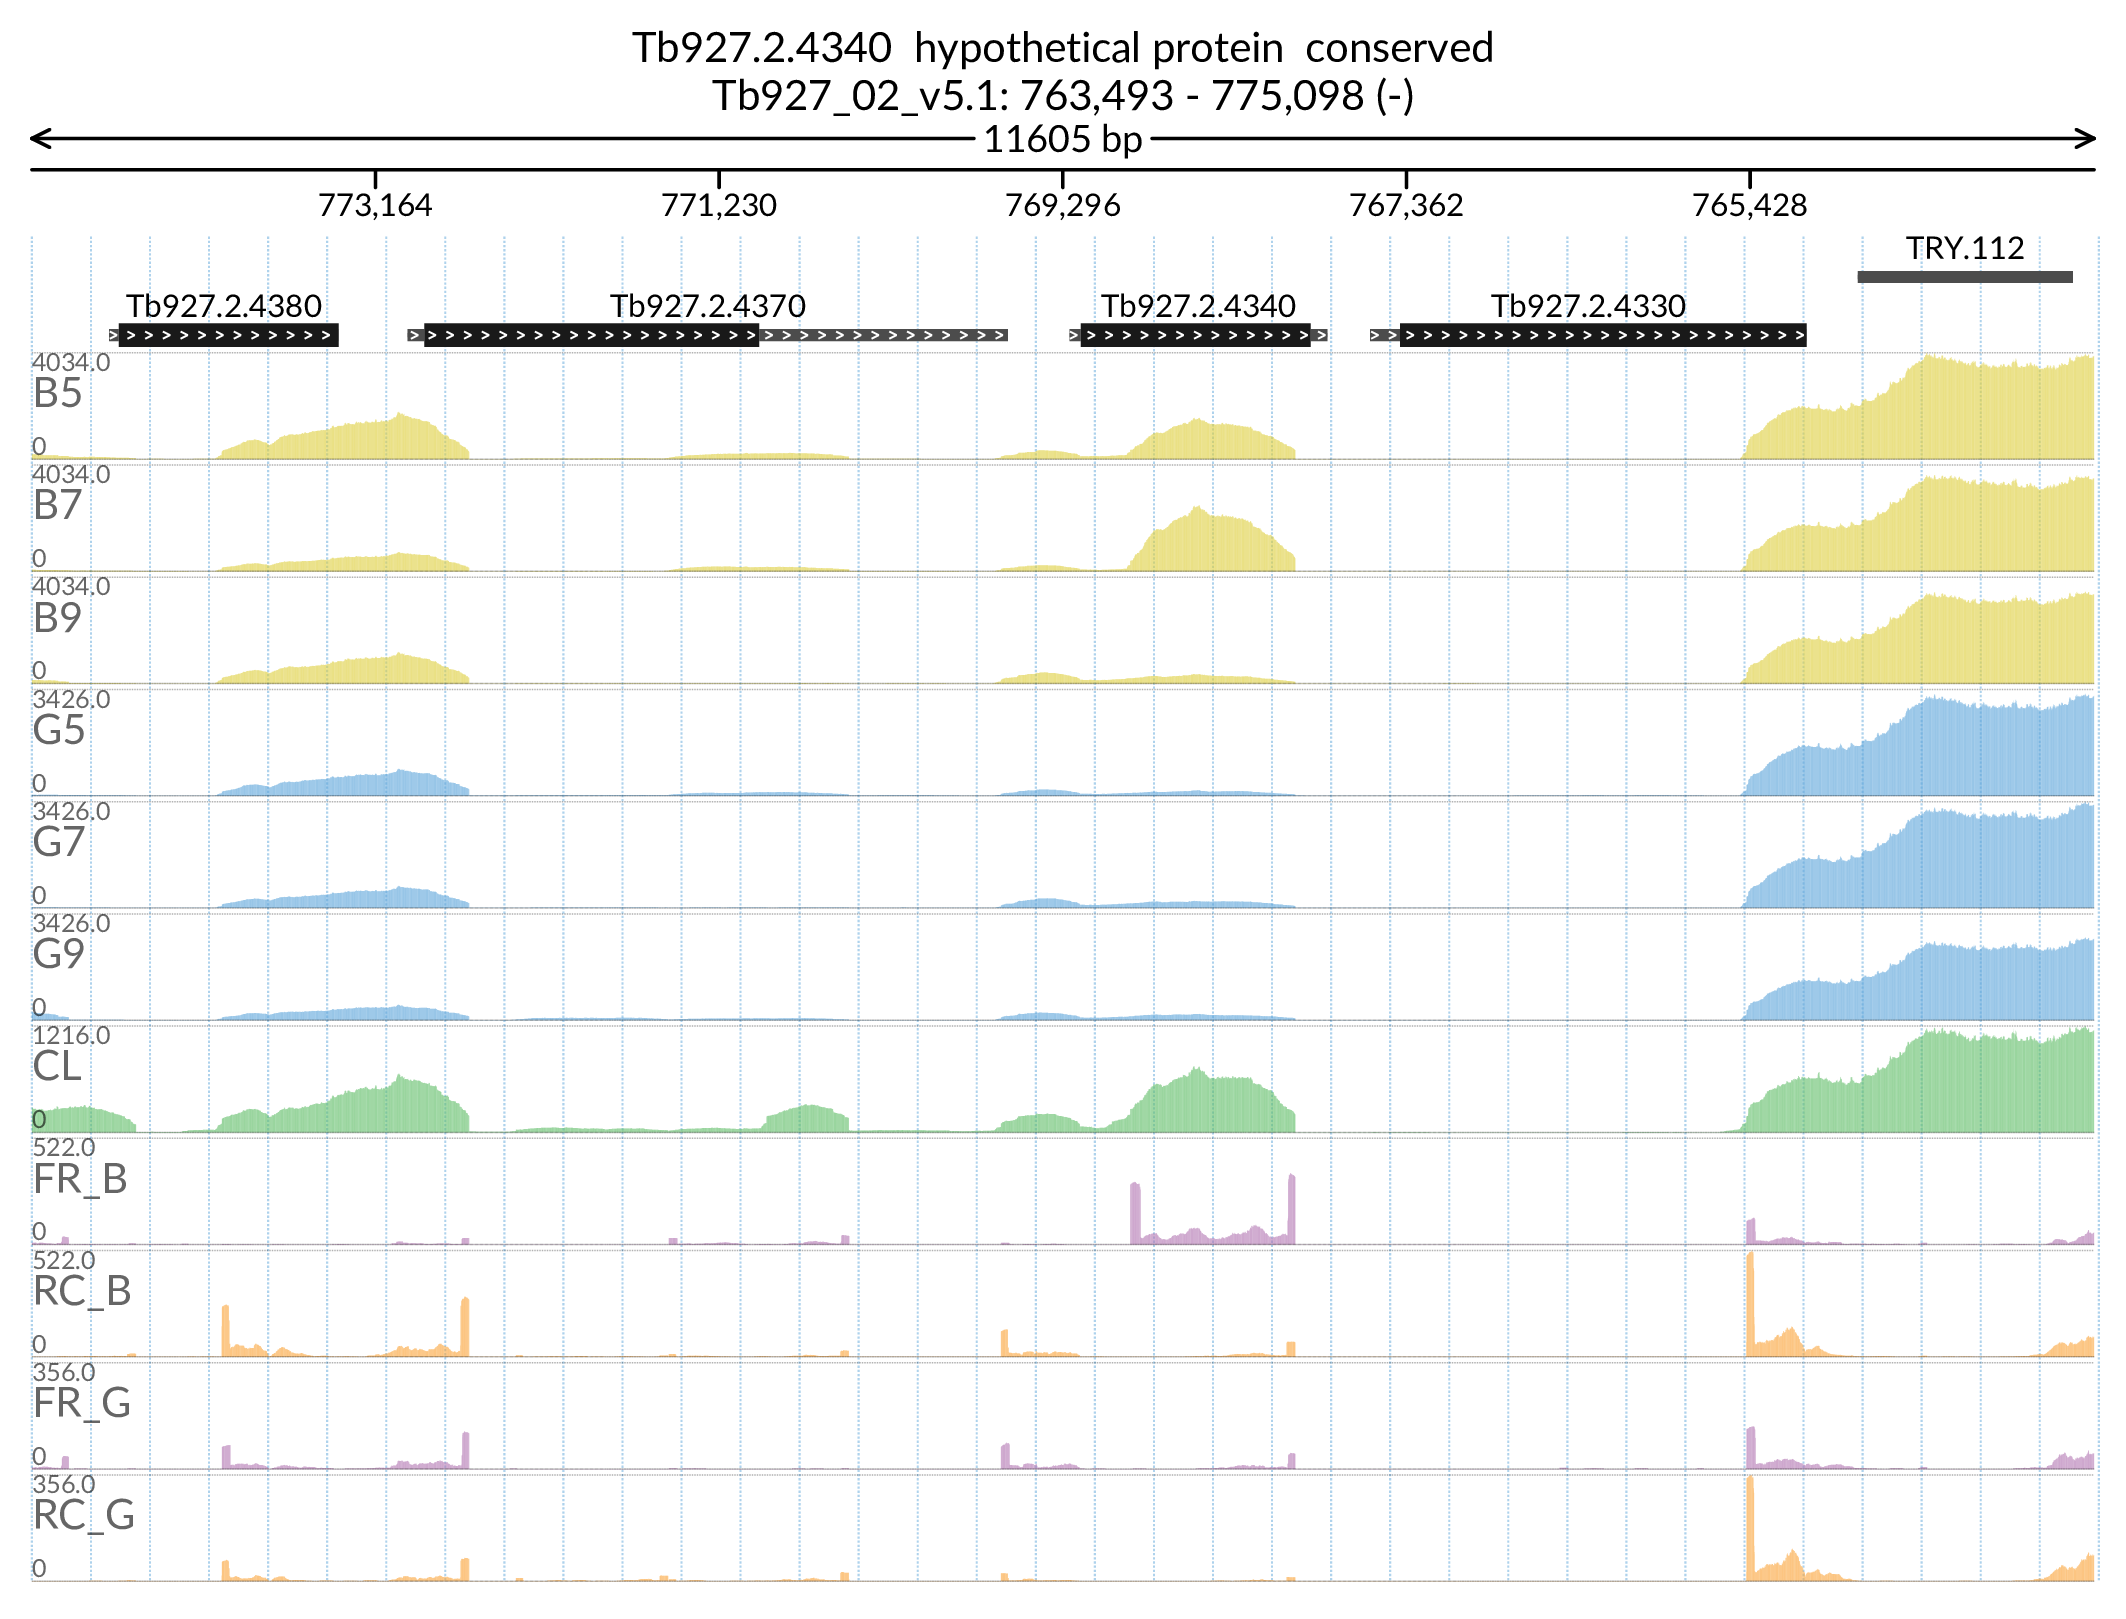 Tb927.2.4340 hypothetical protein conserved
Tb927_02_v5.1: 763,493 - 775,098 (-)
11605 bp
773,164 771,230 769,296 767,362 765,428
TRY.112
Tb927.2.4380 Tb927.2.4370 Tb927.2.4340 Tb927.2.4330
4034.0
B5
0
4034.0
B7
0
4034.0
B9
0
3426.0
G5
0
3426.0
G7
0
3426.0
G9
0
1216.0
CL
0
522.0
FR_B
0
522.0
RC_B
0
356.0
FR_G
0
356.0
RC_G
0